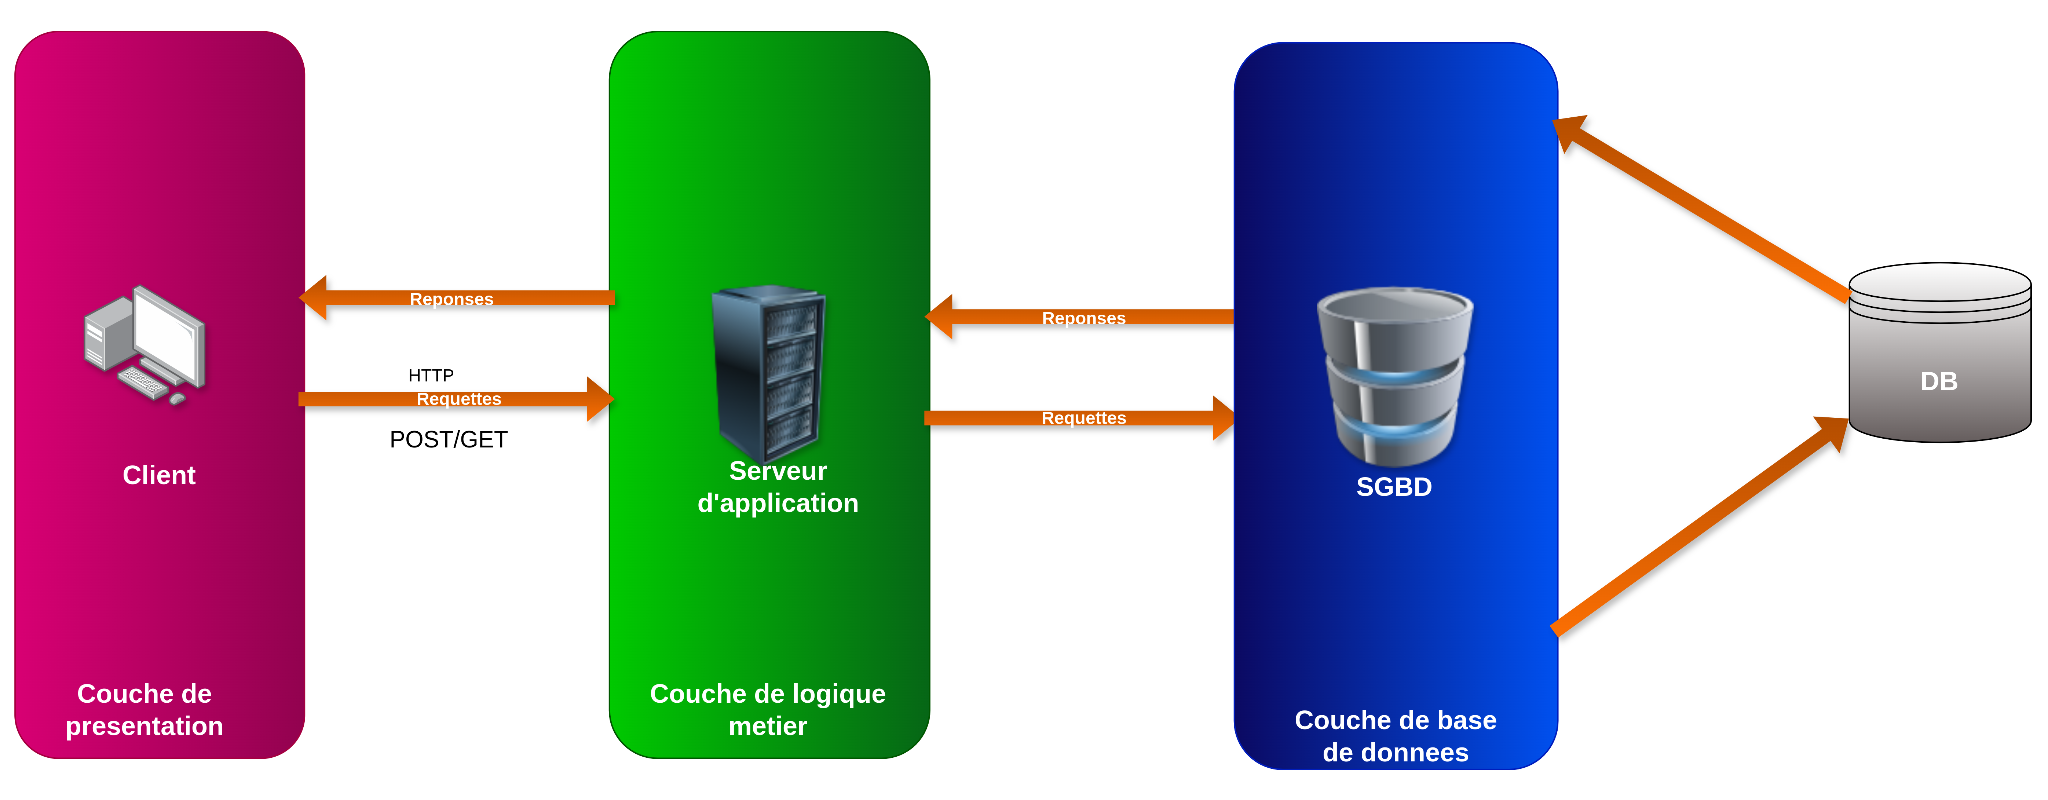 Reponses
HTTP
Requettes
POST/GET
Client
Couche de
presentation
Serveur
d'application
Couche de logique
metier
Reponses
Requettes
SGBD
Couche de base
de donnees
DB